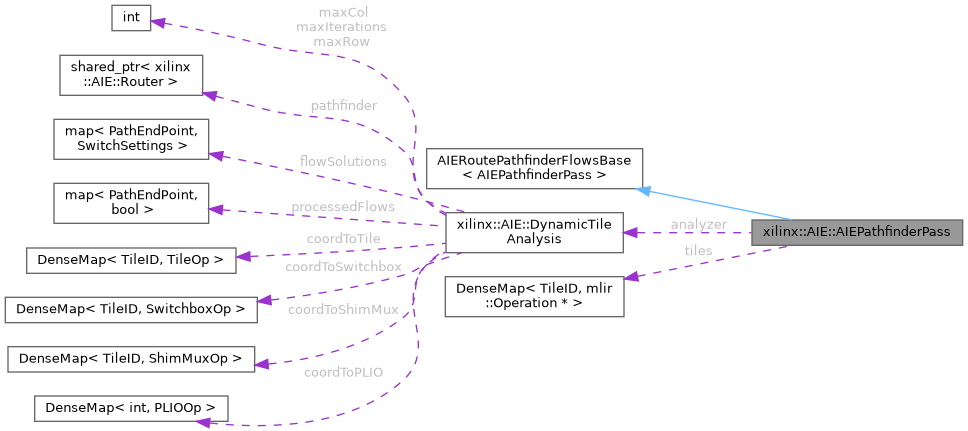 int
maxCol
maxIterations
maxRow
shared_ptr< xilinx
::AIE::Router >
pathfinder
map< PathEndPoint,
SwitchSettings >
flowSolutions
map< PathEndPoint,
bool >
processedFlows
DenseMap< TileID, TileOp >
coordToTile
DenseMap< TileID, SwitchboxOp >
coordToSwitchbox
DenseMap< TileID, ShimMuxOp >
coordToShimMux
DenseMap< int, PLIOOp >
coordToPLIO
AIERoutePathfinderFlowsBase
< AIEPathfinderPass >
xilinx::AIE::DynamicTile
Analysis
analyzer
tiles
DenseMap< TileID, mlir
::Operation * >
xilinx::AIE::AIEPathfinderPass